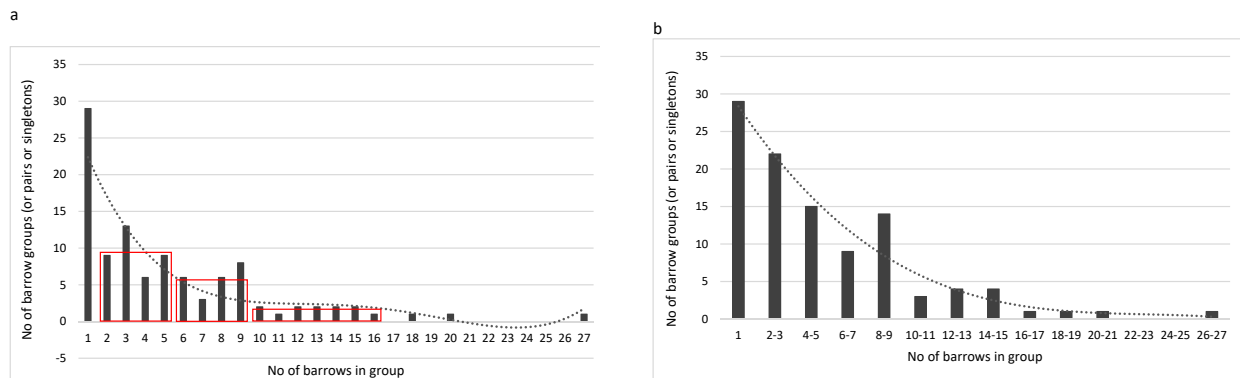 a
35
30
25
20
15
10
5
0
-5
1 2 3 4 5 6 7 8 9 10 11 12 13 14 15 16 17 18 19 20 21 22 23 24 25 26 27
No of barrows in group
No of barrow groups (or pairs or singletons)
b
35
30
25
20
15
10
5
0
1 2-3 4-5 6-7 8-9 10-11 12-13 14-15 16-17 18-19 20-21 22-23 24-25 26-27
No of barrows in group
No of barrow groups (or pairs or singletons)